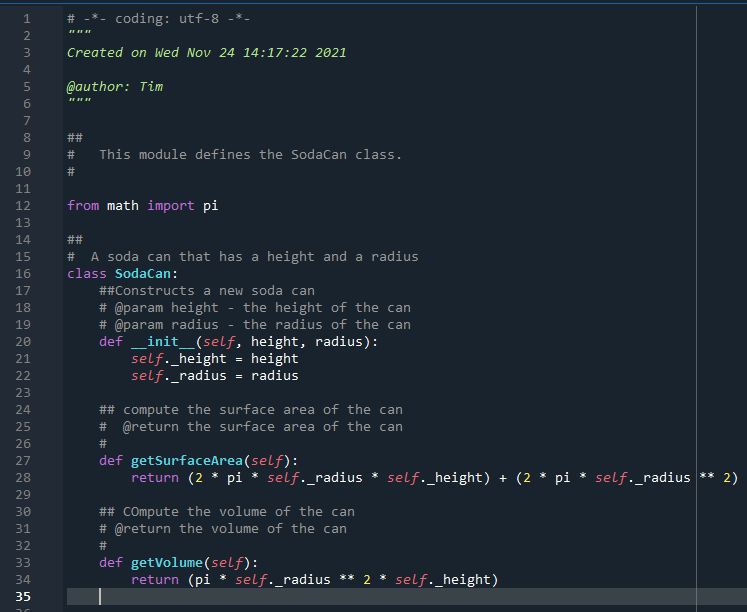 1 # -*- coding: utf-8 -*-
2 """
3 Created on Wed Nov 24 14:17:22 2021
4
5 @author: Tim
6 """
7
8 ##
9 #   This module defines the SodaCan class.
10 #
11
12 from math import pi
13
14 ##
15 #  A soda can that has a height and a radius
16 class SodaCan:
17     ##Constructs a new soda can
18     # @param height - the height of the can
19     # @param radius - the radius of the can
20     def __init__(self, height, radius):
21         self._height = height
22         self._radius = radius
23
24     ## compute the surface area of the can
25     #  @return the surface area of the can
26     #
27     def getSurfaceArea(self):
28         return (2 * pi * self._radius * self._height) + (2 * pi * self._radius ** 2)
29
30     ## COmpute the volume of the can
31     # @return the volume of the can
32     #
33     def getVolume(self):
34         return (pi * self._radius ** 2 * self._height)
35